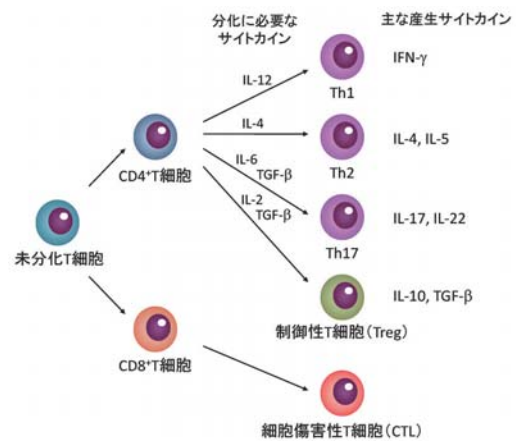 分化に必要な
サイトカイン
主な産生サイトカイン
IL-12
IFN-γ
Th1
IL-4
IL-4, IL-5
CD4⁺T細胞
Th2
IL-6
TGF-β
IL-2
TGF-β
IL-17, IL-22
Th17
未分化T細胞
IL-10, TGF-β
制御性T細胞(Treg)
CD8⁺T細胞
細胞傷害性T細胞(CTL)